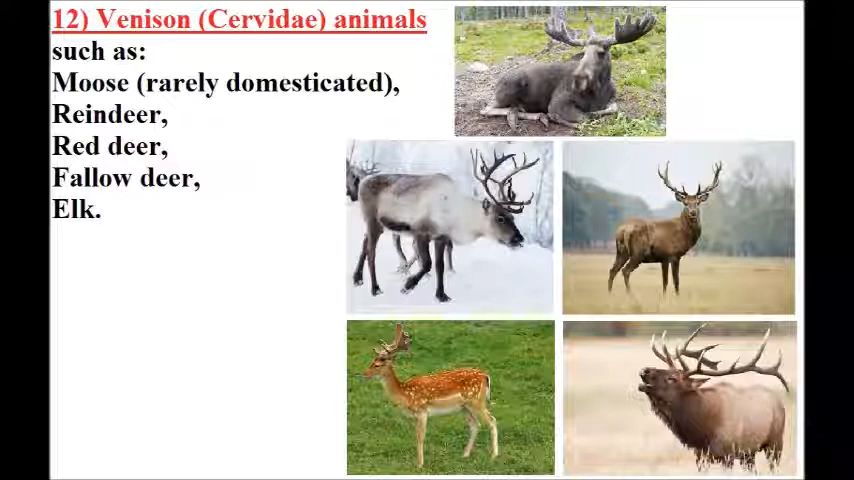 12) Venison (Cervidae) animals
such as:
Moose (rarely domesticated),
Reindeer,
Red deer,
Fallow deer,
Elk.